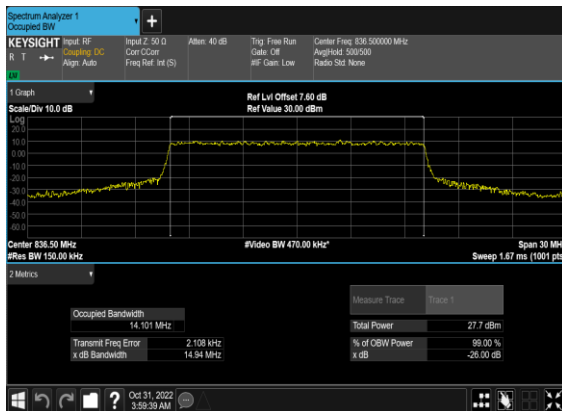 Spectrum Analyzer 1
Occupied BW
KEYSIGHT Input: RF Input Z: 50 Ω Atten: 40 dB Trig: Free Run Center Freq: 836.500000 MHz
R T Coupling: DC Corr CCorr Gate: Off Avg|Hold: 500/500
Align: Auto Freq Ref: Int (S) #IF Gain: Low Radio Std: None
1 Graph
Ref Lvl Offset 7.60 dB
Scale/Div 10.0 dB Ref Value 30.00 dBm
Log
20.0
10.0
0.00
-10.0
-20.0
-30.0
-40.0
-50.0
-60.0
Center 836.50 MHz #Video BW 470.00 kHz* Span 30 MH
#Res BW 150.00 kHz Sweep 1.67 ms (1001 pts
2 Metrics
Measure Trace Trace 1
Occupied Bandwidth
14.101 MHz
Total Power 27.7 dBm
Transmit Freq Error 2.108 kHz % of OBW Power 99.00 %
x dB Bandwidth 14.94 MHz x dB -26.00 dB
Oct 31, 2022
3:59:39 AM